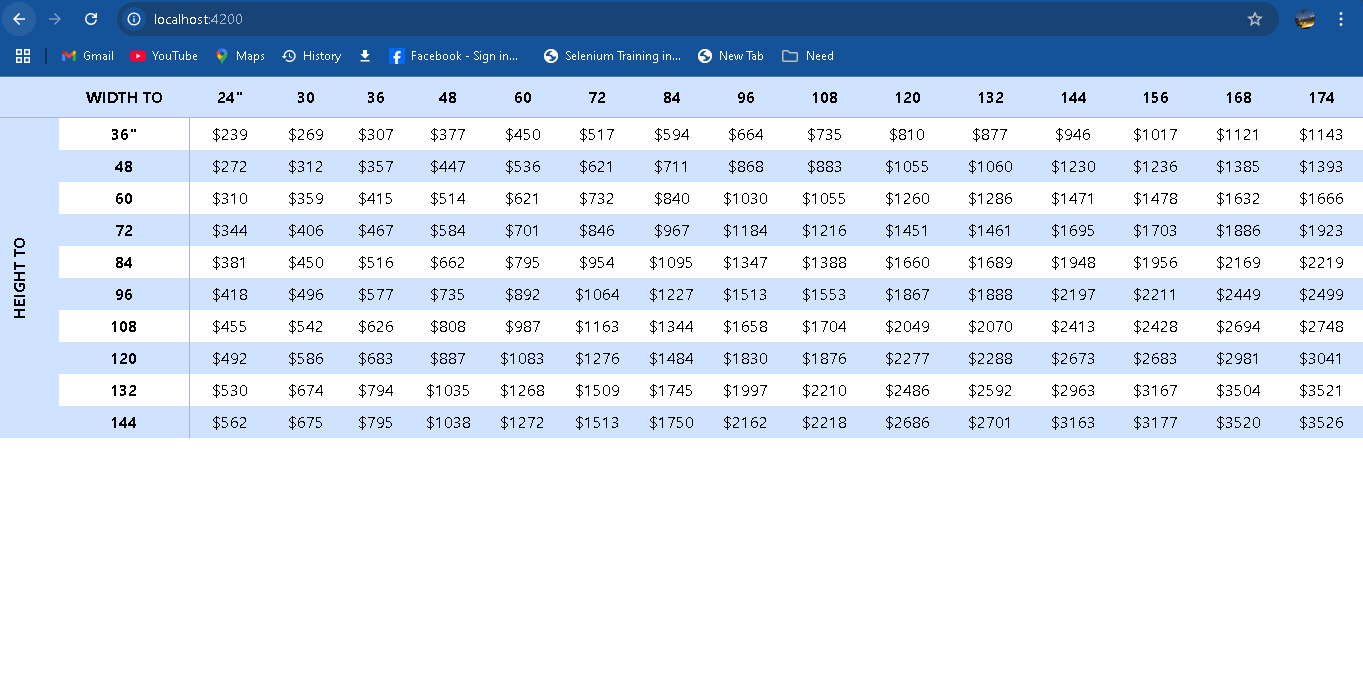 localhost:4200
Gmail YouTube Maps History Facebook - Sign in... Selenium Training in... New Tab Need
WIDTH TO 24" 30 36 48 60 72 84 96 108 120 132 144 156 168 174
HEIGHT TO
36" $239 $269 $307 $377 $450 $517 $594 $664 $735 $810 $877 $946 $1017 $1121 $1143
48 $272 $312 $357 $447 $536 $621 $711 $868 $883 $1055 $1060 $1230 $1236 $1385 $1393
60 $310 $359 $415 $514 $621 $732 $840 $1030 $1055 $1260 $1286 $1471 $1478 $1632 $1666
72 $344 $406 $467 $584 $701 $846 $967 $1184 $1216 $1451 $1461 $1695 $1703 $1886 $1923
84 $381 $450 $516 $662 $795 $954 $1095 $1347 $1388 $1660 $1689 $1948 $1956 $2169 $2219
96 $418 $496 $577 $735 $892 $1064 $1227 $1513 $1553 $1867 $1888 $2197 $2211 $2449 $2499
108 $455 $542 $626 $808 $987 $1163 $1344 $1658 $1704 $2049 $2070 $2413 $2428 $2694 $2748
120 $492 $586 $683 $887 $1083 $1276 $1484 $1830 $1876 $2277 $2288 $2673 $2683 $2981 $3041
132 $530 $674 $794 $1035 $1268 $1509 $1745 $1997 $2210 $2486 $2592 $2963 $3167 $3504 $3521
144 $562 $675 $795 $1038 $1272 $1513 $1750 $2162 $2218 $2686 $2701 $3163 $3177 $3520 $3526